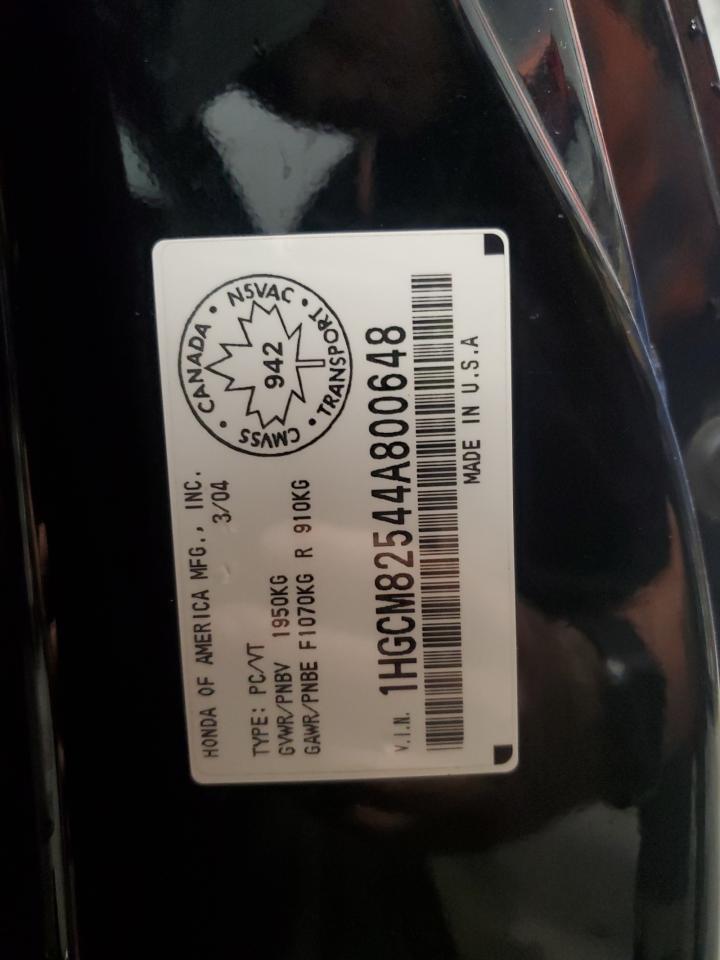 HONDA OF AMERICA MFG., INC.
3/04
TYPE: PC/VT
GVWR/PNBV 1950KG
GAWR/PNBE F1070KG R 910KG
CANADA • NSVAC • TRANSPORT • CMVSS •
942
V.I.N. 1HGCM82544A800648
MADE IN U.S.A